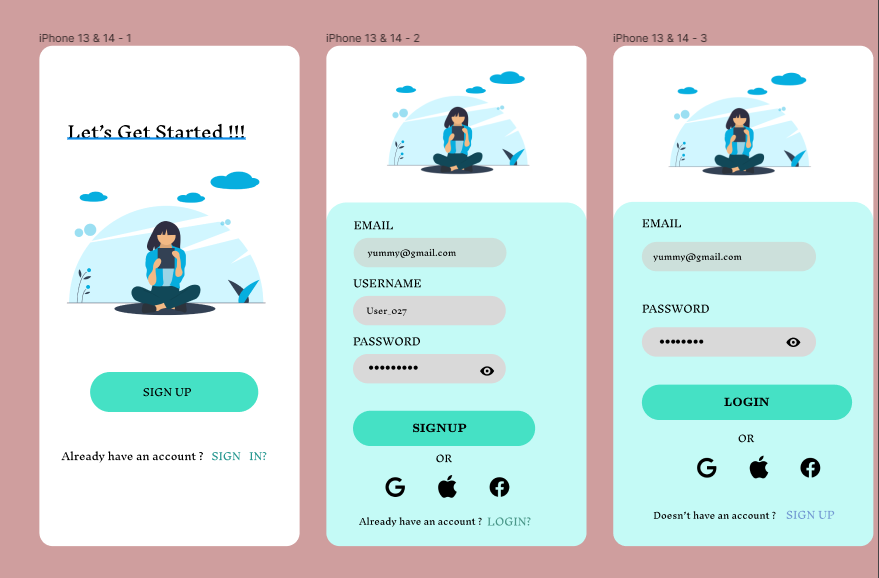 iPhone 13 & 14 - 1
Let's Get Started !!!
SIGN UP
Already have an account ? SIGN IN?
iPhone 13 & 14 - 2
EMAIL
yummy@gmail.com
USERNAME
User_027
PASSWORD
•••••••••
SIGNUP
OR
Already have an account ? LOGIN?
iPhone 13 & 14 - 3
EMAIL
yummy@gmail.com
PASSWORD
••••••••
LOGIN
OR
Doesn't have an account ? SIGN UP